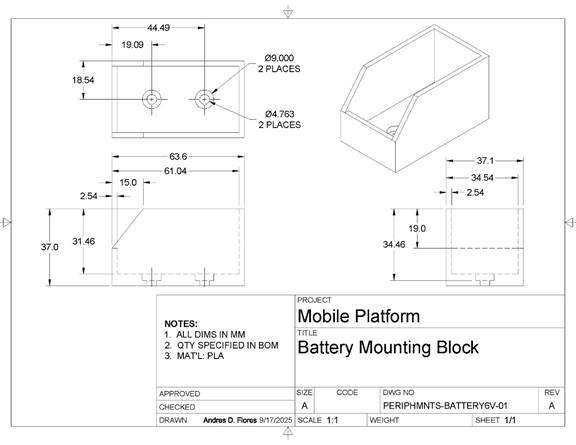 44.49
19.09
Ø9.000
2 PLACES
18.54
Ø4.763
2 PLACES
63.6
61.04
15.0
2.54
37.0
31.46
37.1
34.54
2.54
19.0
34.46
NOTES:
1. ALL DIMS IN MM
2. QTY SPECIFIED IN BOM
3. MAT'L: PLA
PROJECT
Mobile Platform
TITLE
Battery Mounting Block
APPROVED
CHECKED
DRAWN Andres D. Flores 9/17/2025
SIZE CODE DWG NO REV
A PERIPHMNTS-BATTERY6V-01 A
SCALE 1:1 WEIGHT SHEET 1/1